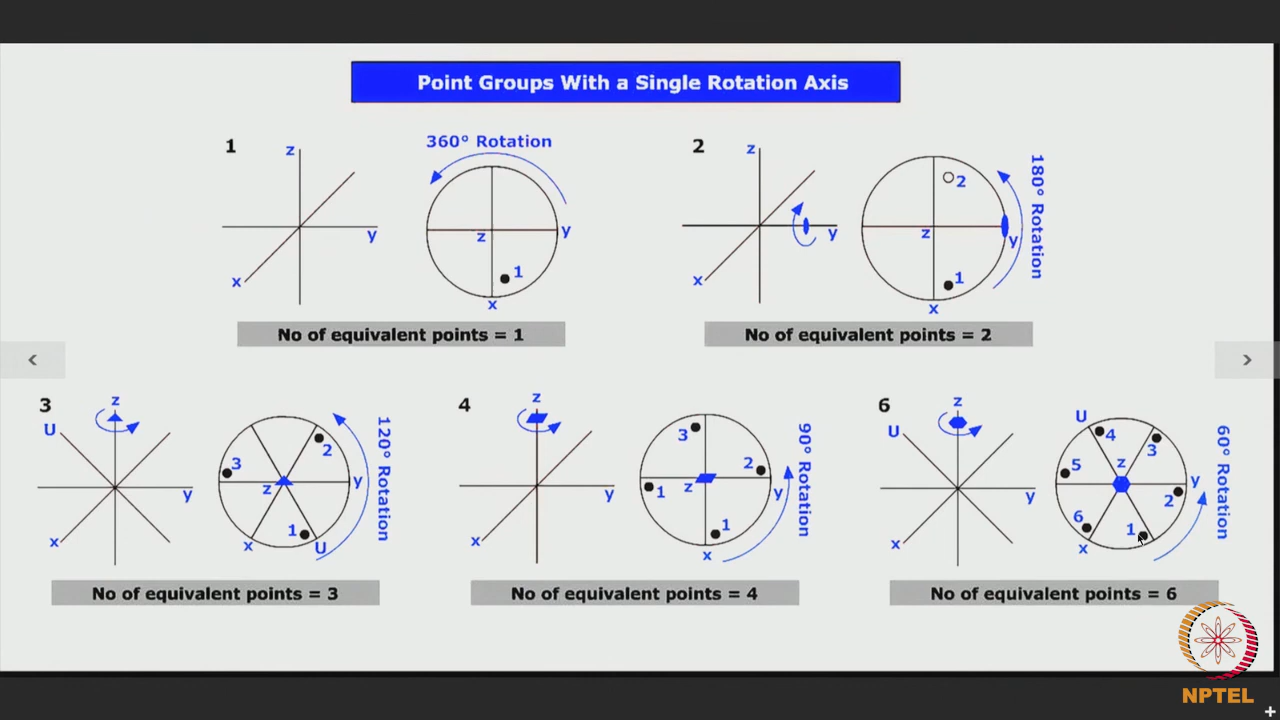 Point Groups With a Single Rotation Axis
1
z
y
x
360° Rotation
z
y
x
1
No of equivalent points = 1
2
z
y
x
180° Rotation
2
z
y
1
x
No of equivalent points = 2
3
z
U
y
x
120° Rotation
3
2
z
y
1
x
U
No of equivalent points = 3
4
z
y
x
90° Rotation
3
2
z
1
y
1
x
No of equivalent points = 4
6
z
U
y
x
60° Rotation
U
4
3
z
5
y
2
6
1
x
No of equivalent points = 6
NPTEL